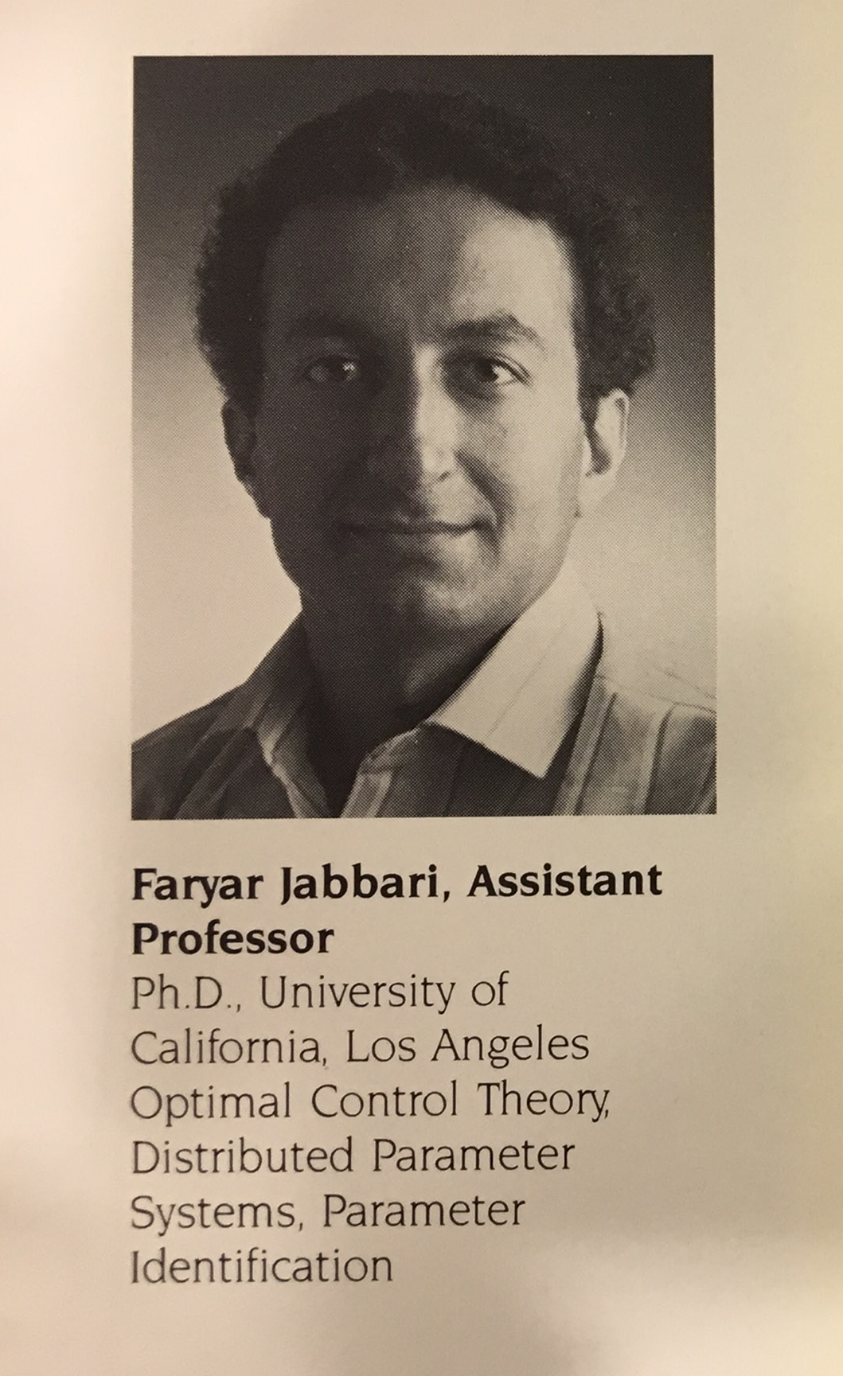 Faryar Jabbari, Assistant
Professor
Ph.D., University of
California, Los Angeles
Optimal Control Theory,
Distributed Parameter
Systems, Parameter
Identification